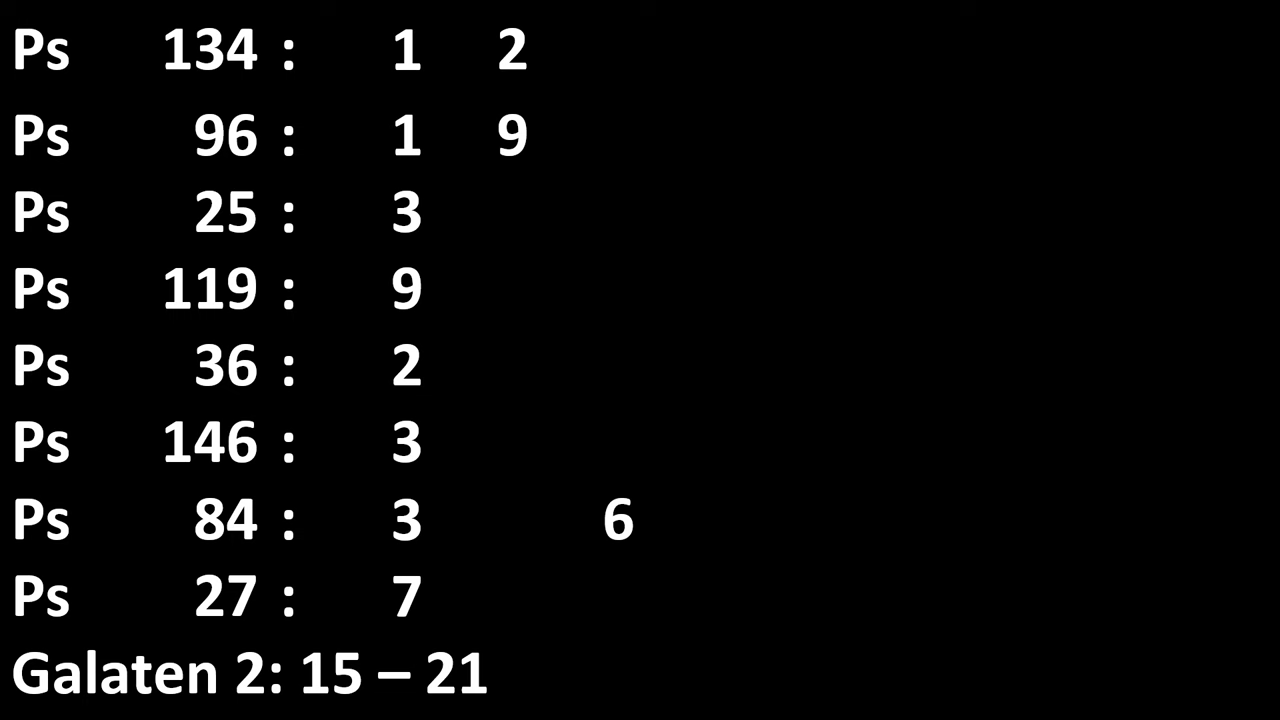 Ps 134 : 1 2
Ps 96 : 1 9
Ps 25 : 3
Ps 119 : 9
Ps 36 : 2
Ps 146 : 3
Ps 84 : 3 6
Ps 27 : 7
Galaten 2: 15 – 21